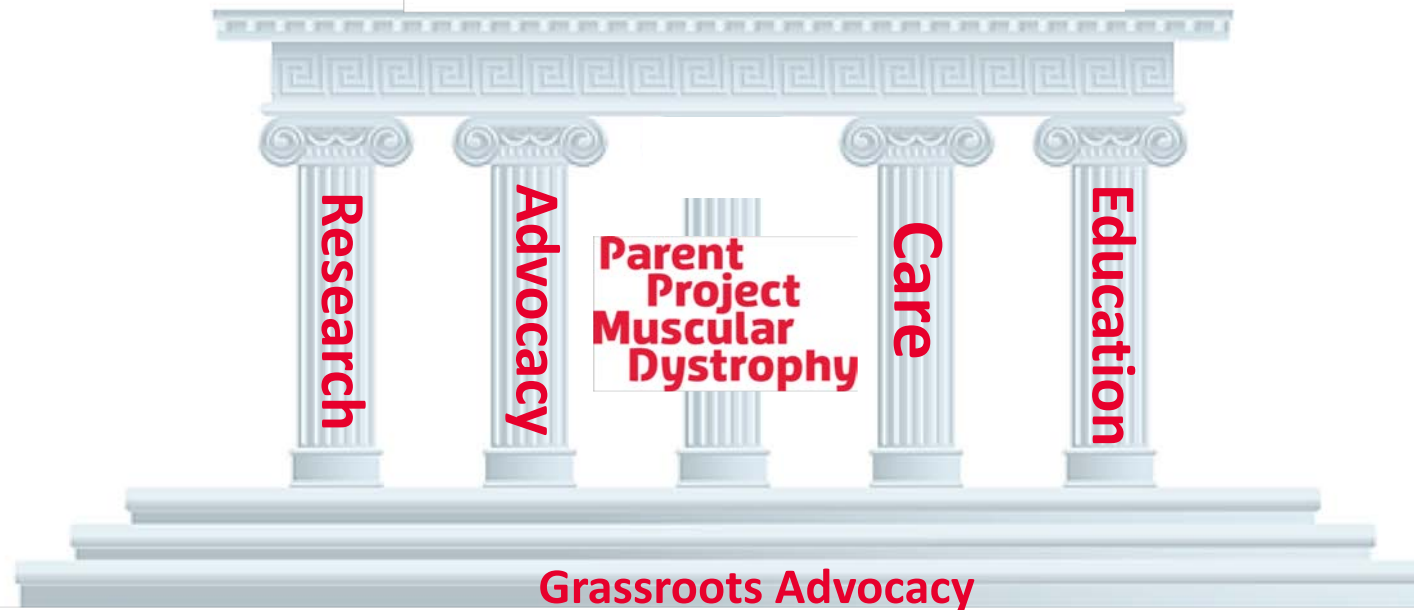 Research
Advocacy
Parent
Project
Muscular
Dystrophy
Care
Education
Grassroots Advocacy